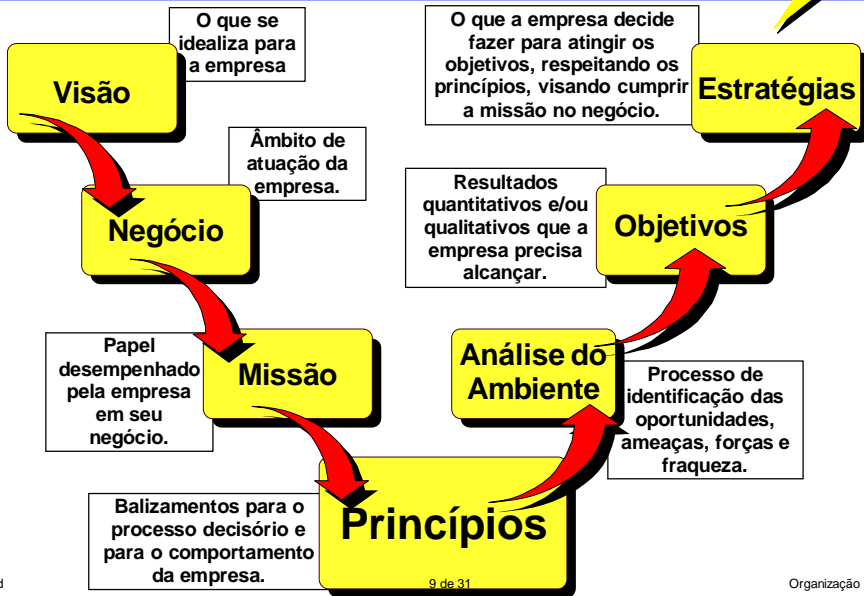 O que se
idealiza para
a empresa
Visão
Âmbito de
atuação da
empresa.
Negócio
Papel
desempenhado
pela empresa
em seu
negócio.
Missão
Balizamentos para o
processo decisório e
para o comportamento
da empresa.
Princípios
Análise do
Ambiente
Processo de
identificação das
oportunidades,
ameaças, forças e
fraqueza.
Resultados
quantitativos e/ou
qualitativos que a
empresa precisa
alcançar.
Objetivos
O que a empresa decide
fazer para atingir os
objetivos, respeitando os
princípios, visando cumprir
a missão no negócio.
Estratégias
d
9 de 31
Organização